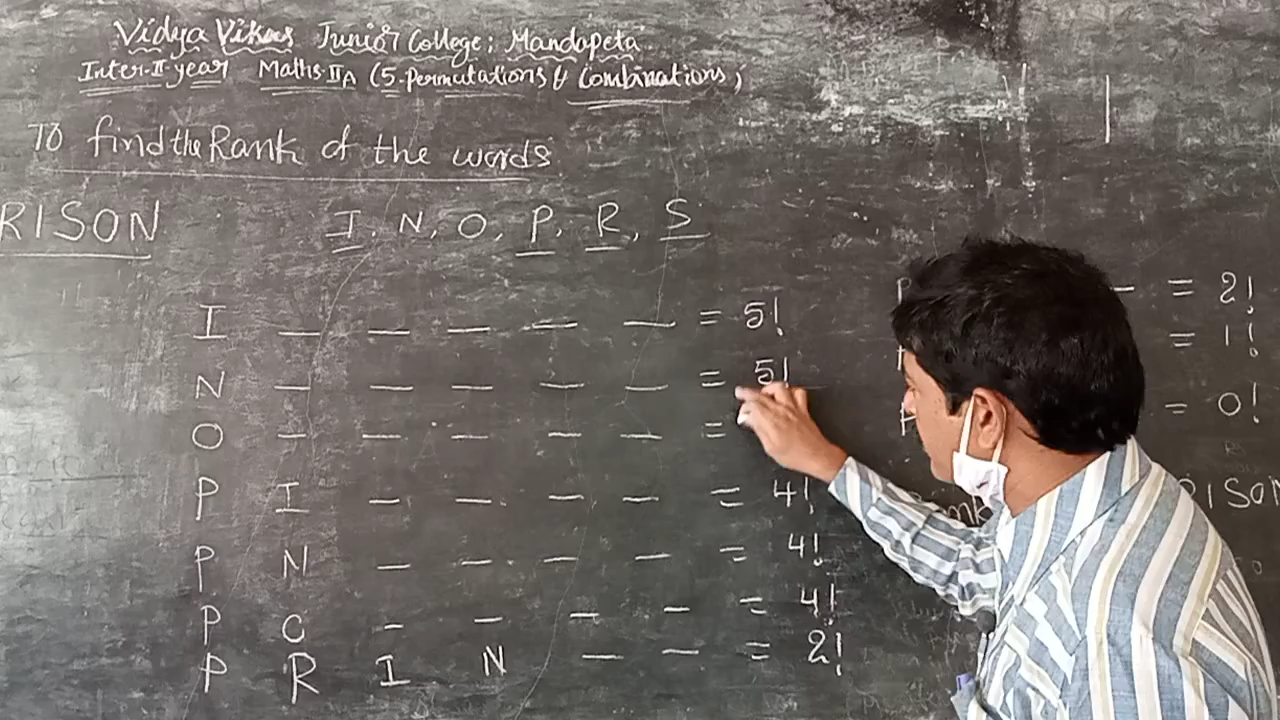 Vidya Vikas Junior College; Mandapeta.
Inter-II-year Maths-IIA (5.Permutations & Combinations)
To find the Rank of the words
RISON I, N, O, P, R, S
I — — — — — = 5!
N — — — — — = 5!
O — — — — — =
P I — — — — = 4!
P N — — — — = 4!
P O — — — — = 4!
P R I N — — = 2!
— = 2!
= 1!
= 0!
RISON